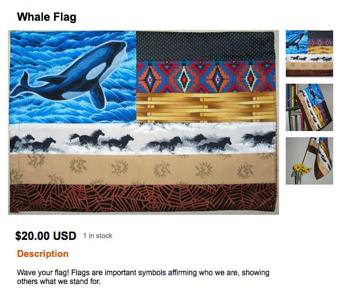 Whale Flag
$20.00 USD 1 in stock
Description
Wave your flag! Flags are important symbols affirming who we are, showing
others what we stand for.